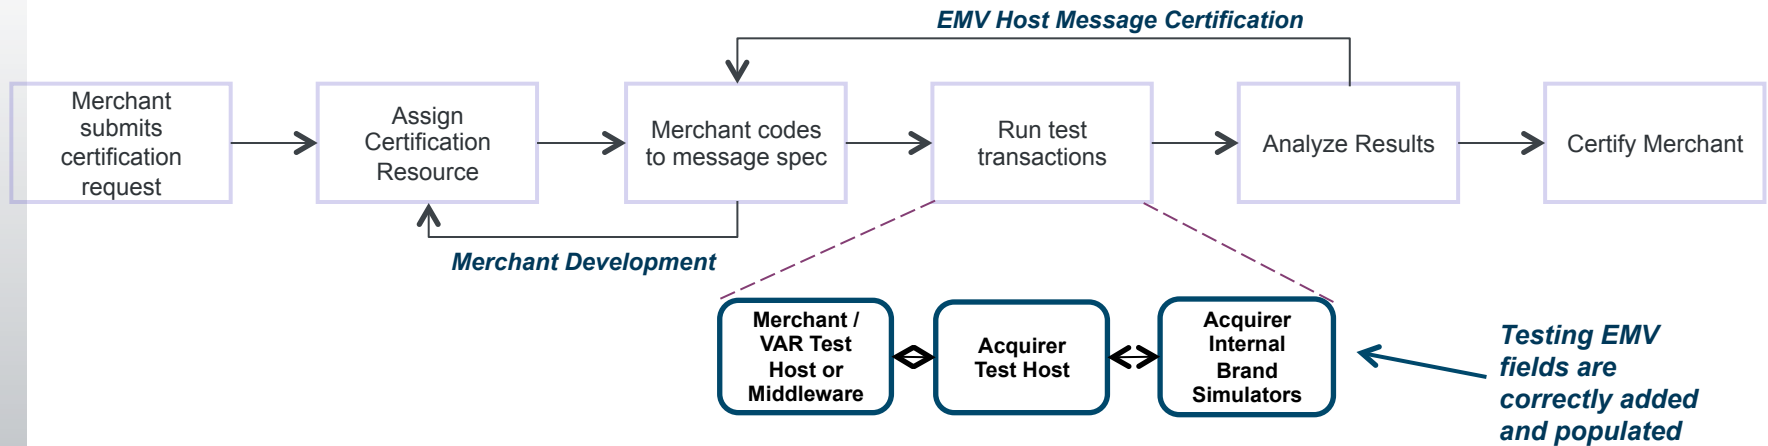 EMV Host Message Certification
Merchant
submits
certification
request
Assign
Certification
Resource
Merchant codes
to message spec
Run test
transactions
Analyze Results
Certify Merchant
Merchant Development
Merchant /
VAR Test
Host or
Middleware
Acquirer
Test Host
Acquirer
Internal
Brand
Simulators
Testing EMV
fields are
correctly added
and populated